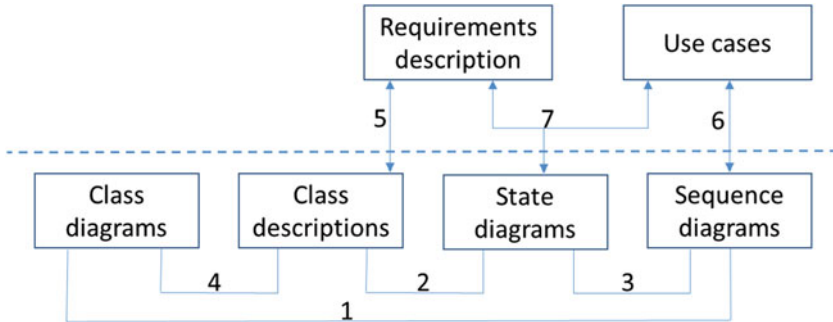 Requirements
description
Use cases
5
7
6
Class
diagrams
Class
descriptions
State
diagrams
Sequence
diagrams
4
2
3
1